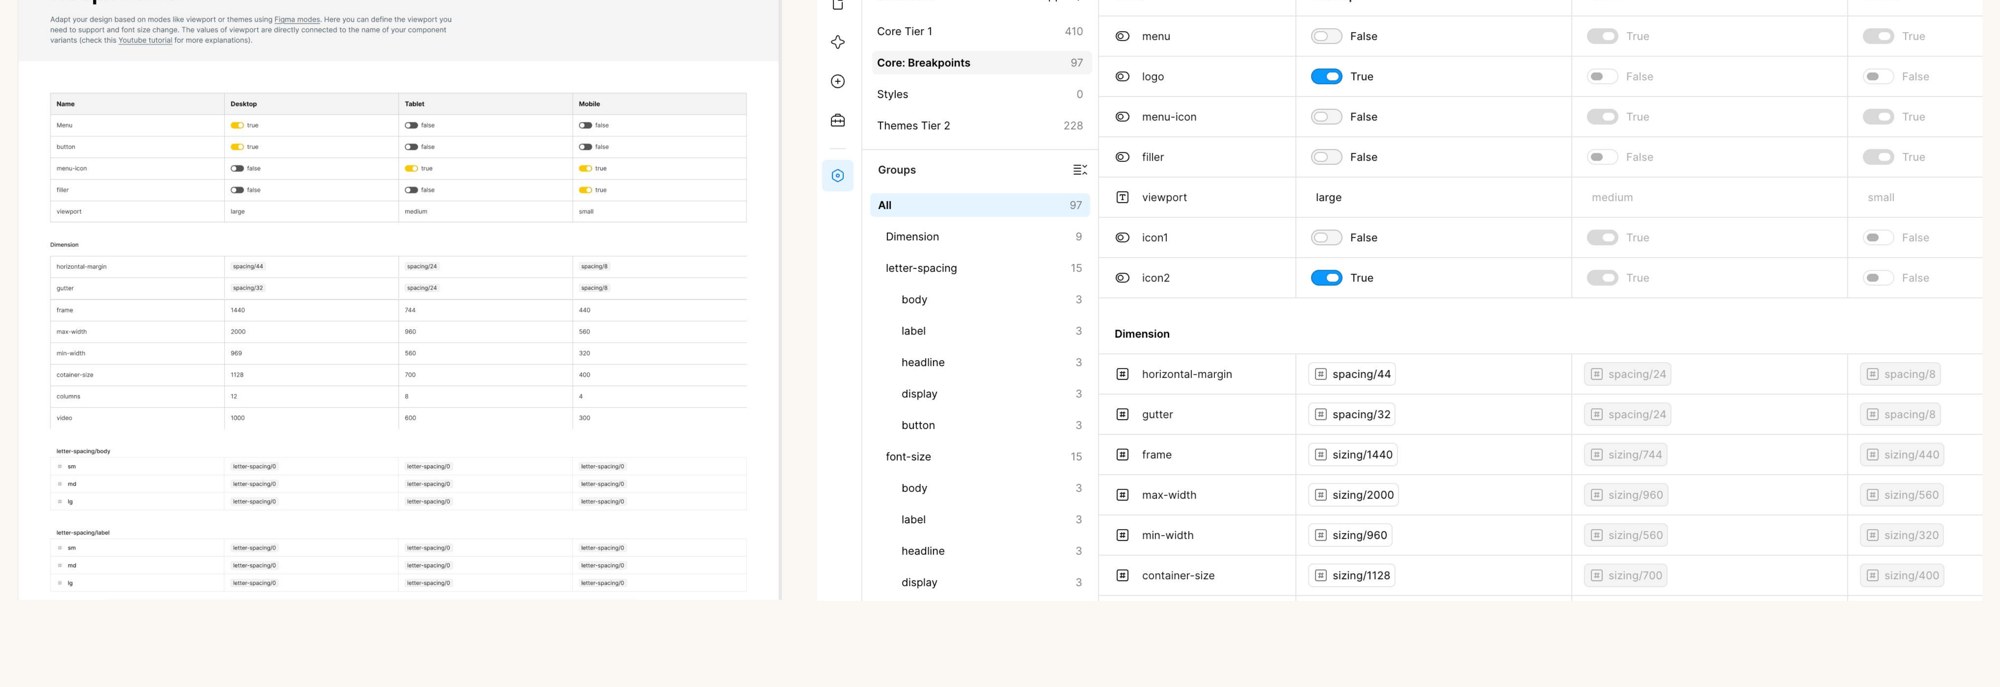 Adapt your design based on modes like viewport or themes using Figma modes. Here you can define the viewport you
need to support and font size change. The values of viewport are directly connected to the name of your component
variants (check this Youtube tutorial for more explanations).
Name Desktop Tablet Mobile
Menu true false false
button true false false
menu-icon false true true
filler false false true
viewport large medium small
Dimension
horizontal-margin spacing/44 spacing/24 spacing/8
gutter spacing/32 spacing/24 spacing/8
frame 1440 744 440
max-width 2000 960 560
min-width 969 560 320
cotainer-size 1128 700 400
columns 12 8 4
video 1000 600 300
letter-spacing/body
sm letter-spacing/0 letter-spacing/0 letter-spacing/0
md letter-spacing/0 letter-spacing/0 letter-spacing/0
lg letter-spacing/0 letter-spacing/0 letter-spacing/0
letter-spacing/label
sm letter-spacing/0 letter-spacing/0 letter-spacing/0
md letter-spacing/0 letter-spacing/0 letter-spacing/0
lg letter-spacing/0 letter-spacing/0 letter-spacing/0
Core Tier 1 410
Core: Breakpoints 97
Styles 0
Themes Tier 2 228
Groups
All 97
Dimension 9
letter-spacing 15
body 3
label 3
headline 3
display 3
button 3
font-size 15
body 3
label 3
headline 3
display 3
menu False True True
logo True False False
menu-icon False True True
filler False False True
viewport large medium small
icon1 False True False
icon2 True True False
Dimension
horizontal-margin spacing/44 spacing/24 spacing/8
gutter spacing/32 spacing/24 spacing/8
frame sizing/1440 sizing/744 sizing/440
max-width sizing/2000 sizing/960 sizing/560
min-width sizing/960 sizing/560 sizing/320
container-size sizing/1128 sizing/700 sizing/400